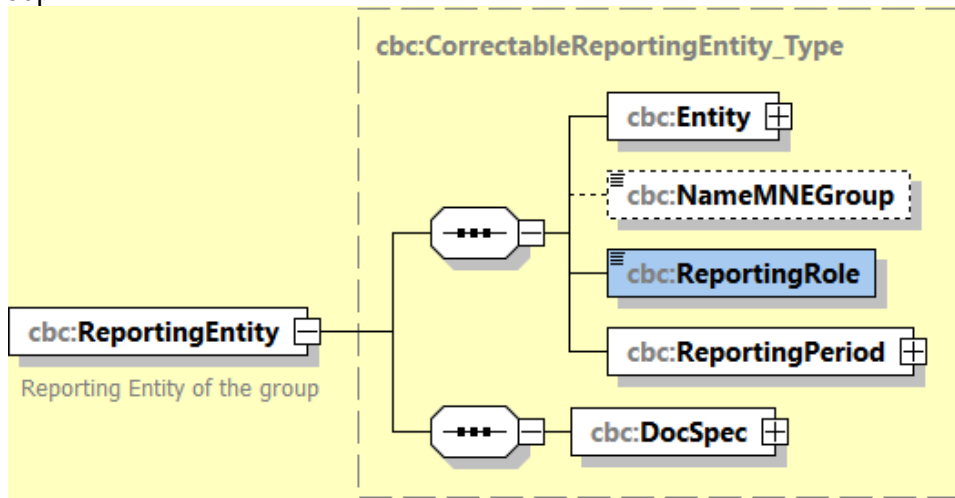 cbc:CorrectableReportingEntity_Type
cbc:Entity
cbc:NameMNEGroup
cbc:ReportingRole
cbc:ReportingEntity
cbc:ReportingPeriod
Reporting Entity of the group
cbc:DocSpec